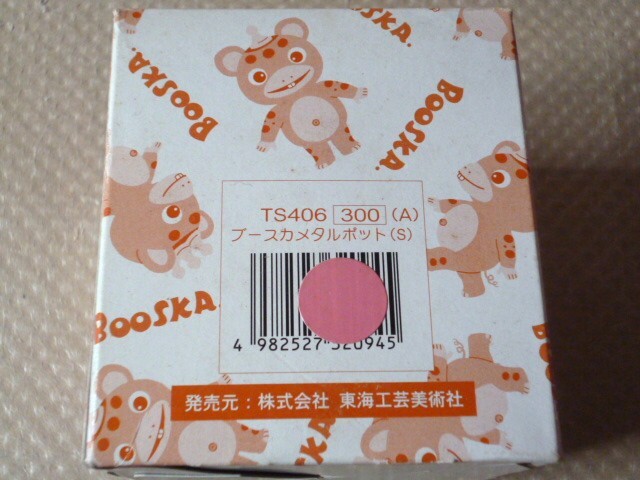 BOOSKA.
BOOSKA.
BOOSKA.
TS406 300 (A)
ブースカメタルポット(S)
4 982527 320945
BOOSKA.
発売元：株式会社 東海工芸美術社